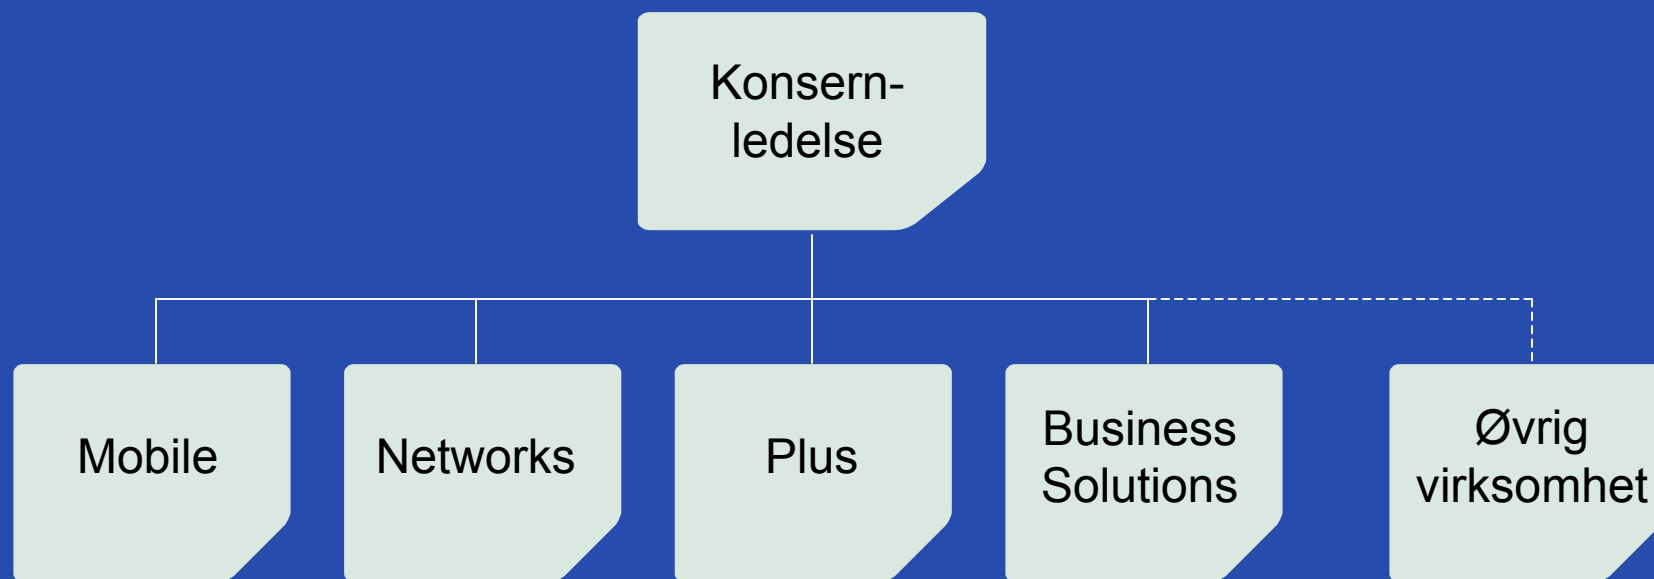 Konsern-
ledelse
Mobile
Networks
Plus
Business
Solutions
Øvrig
virksomhet